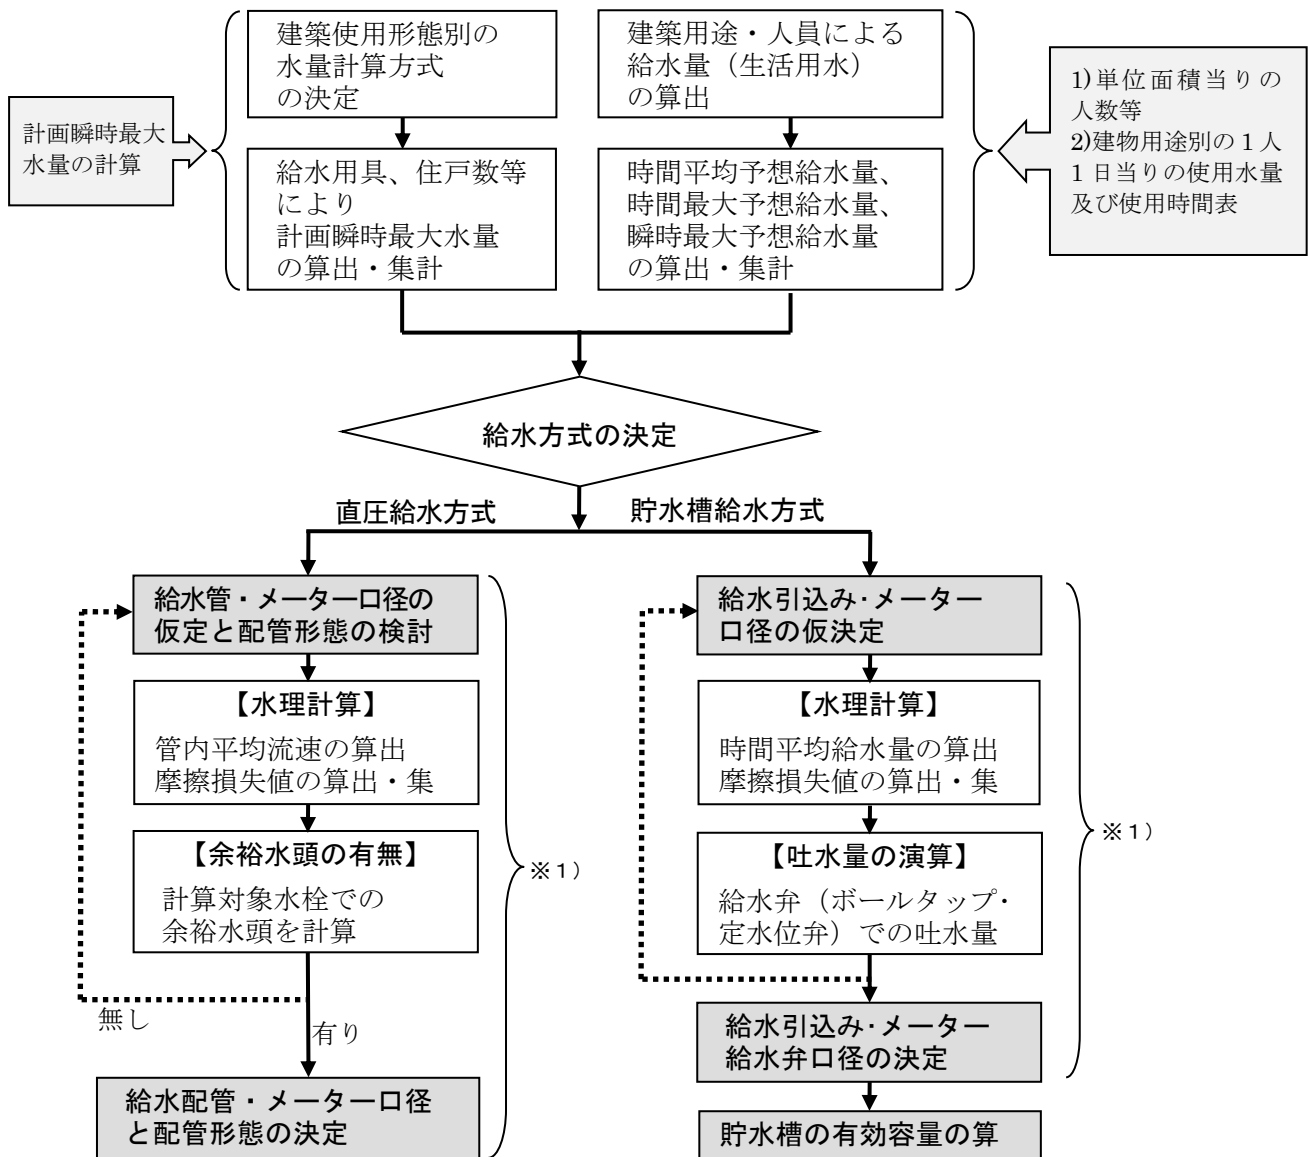 計画瞬時最大
水量の計算
建築使用形態別の
水量計算方式
の決定
給水用具、住戸数等
により
計画瞬時最大水量
の算出・集計
建築用途・人員による
給水量（生活用水）
の算出
時間平均予想給水量、
時間最大予想給水量、
瞬時最大予想給水量
の算出・集計
1)単位面積当りの
人数等
2)建物用途別の1人
1日当りの使用水量
及び使用時間表
給水方式の決定
直圧給水方式
貯水槽給水方式
給水管・メーター口径の
仮定と配管形態の検討
【水理計算】
管内平均流速の算出
摩擦損失値の算出・集
【余裕水頭の有無】
計算対象水栓での
余裕水頭を計算
無し
有り
給水配管・メーター口径
と配管形態の決定
※1）
給水引込み・メーター
口径の仮決定
【水理計算】
時間平均給水量の算出
摩擦損失値の算出・集
【吐水量の演算】
給水弁（ボールタップ・
定水位弁）での吐水量
給水引込み・メーター
給水弁口径の決定
貯水槽の有効容量の算
※1）